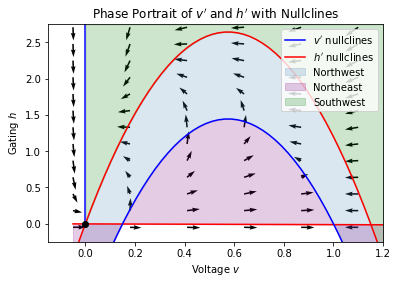 Phase Portrait of v′ and h′ with Nullclines
v′ nullclines
h′ nullclines
Northwest
Northeast
Southwest
Gating h
2.5
2.0
1.5
1.0
0.5
0.0
0.0 0.2 0.4 0.6 0.8 1.0 1.2
Voltage v